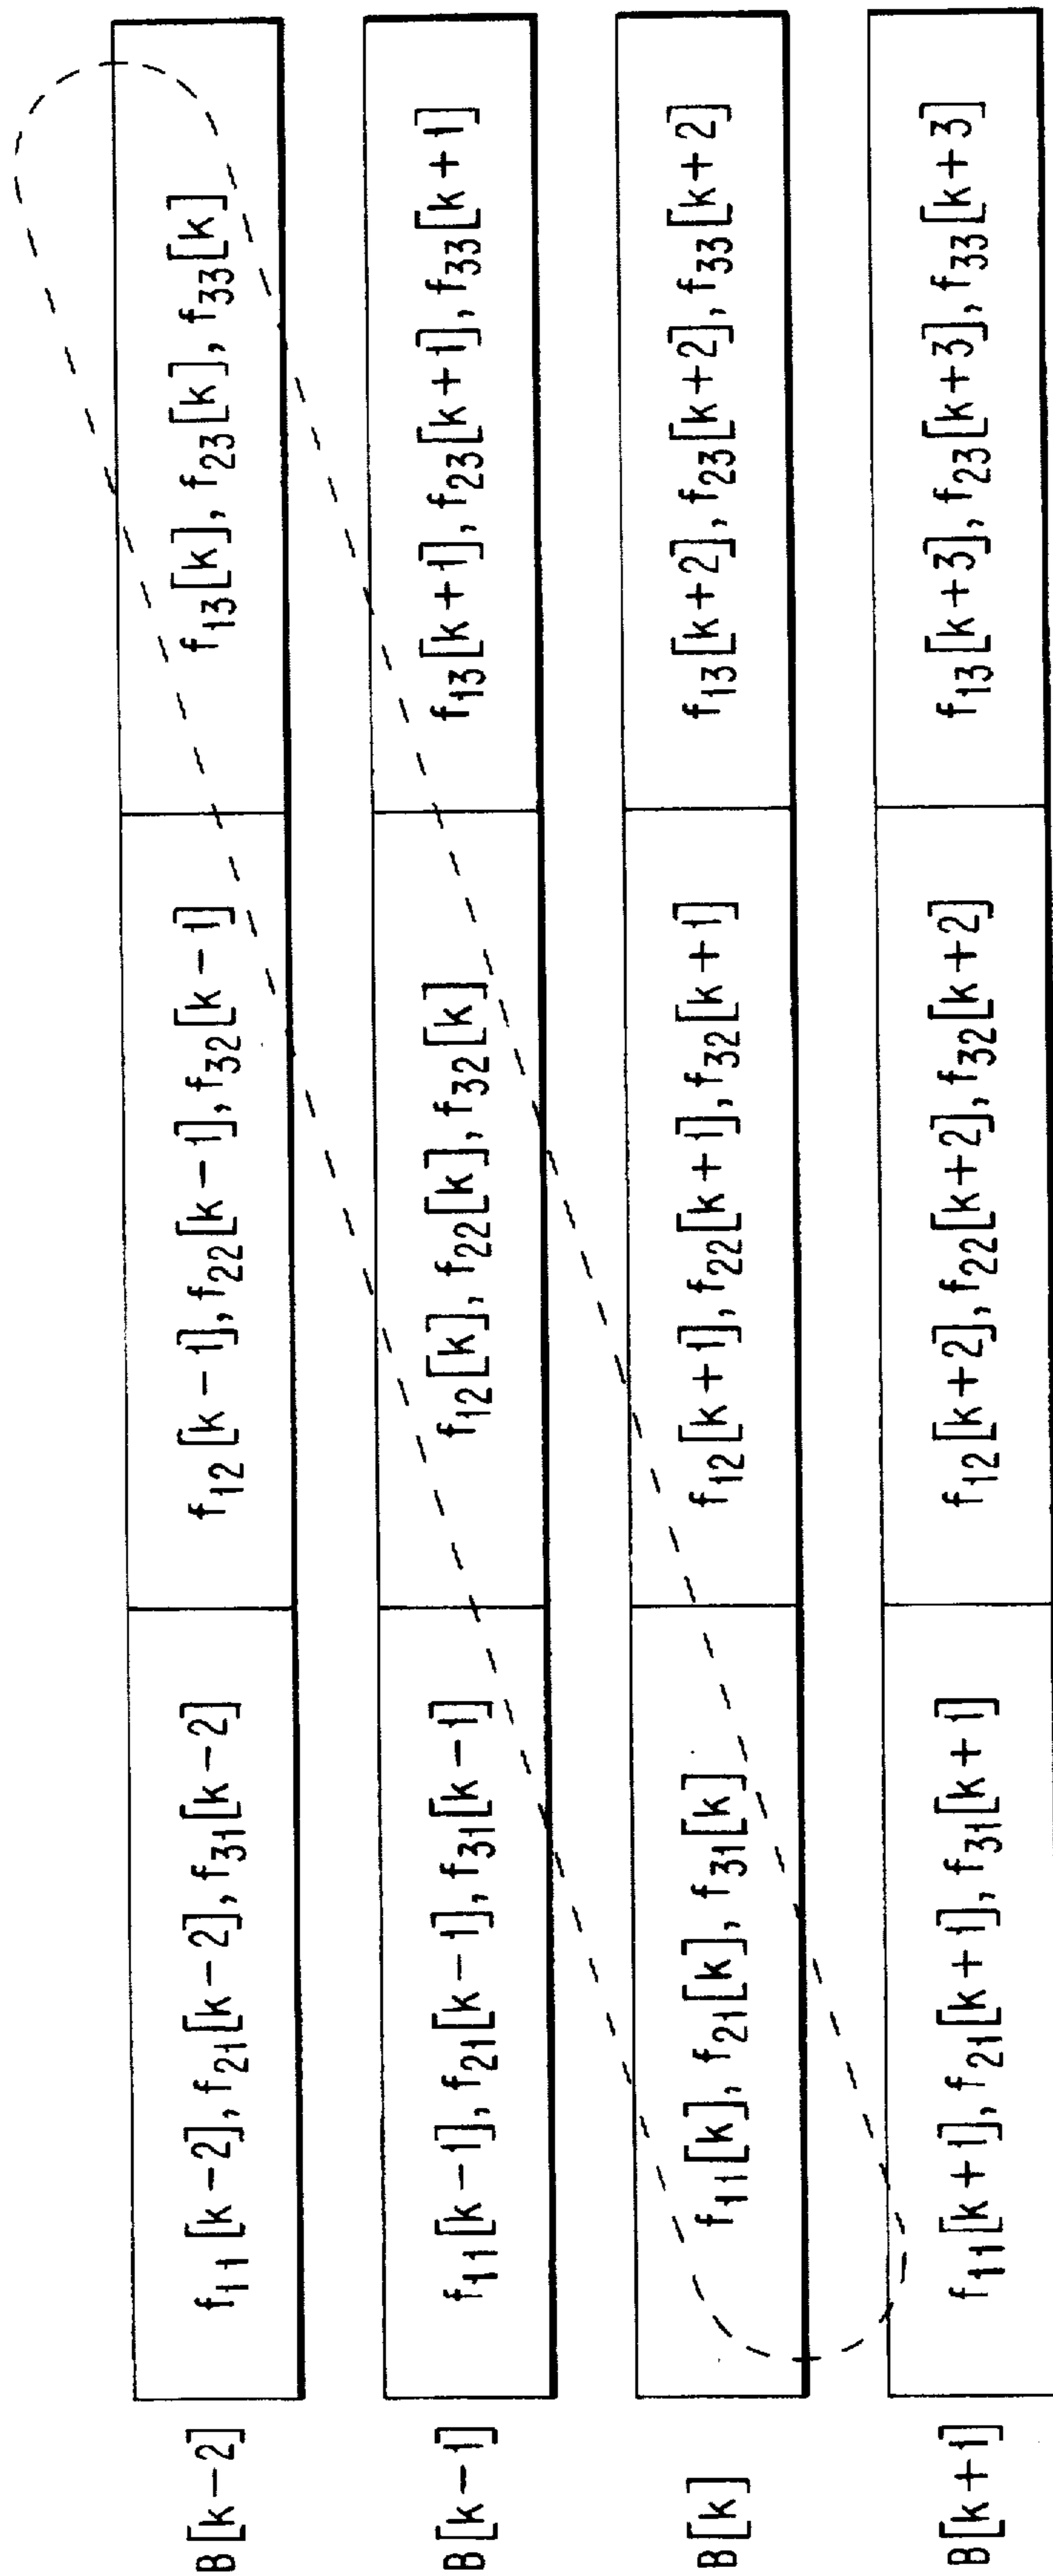 B[k-2] f₁₁[k-2], f₂₁[k-2], f₃₁[k-2] f₁₂[k-1], f₂₂[k-1], f₃₂[k-1] f₁₃[k], f₂₃[k], f₃₃[k]
B[k-1] f₁₁[k-1], f₂₁[k-1], f₃₁[k-1] f₁₂[k], f₂₂[k], f₃₂[k] f₁₃[k+1], f₂₃[k+1], f₃₃[k+1]
B[k] f₁₁[k], f₂₁[k], f₃₁[k] f₁₂[k+1], f₂₂[k+1], f₃₂[k+1] f₁₃[k+2], f₂₃[k+2], f₃₃[k+2]
B[k+1] f₁₁[k+1], f₂₁[k+1], f₃₁[k+1] f₁₂[k+2], f₂₂[k+2], f₃₂[k+2] f₁₃[k+3], f₂₃[k+3], f₃₃[k+3]